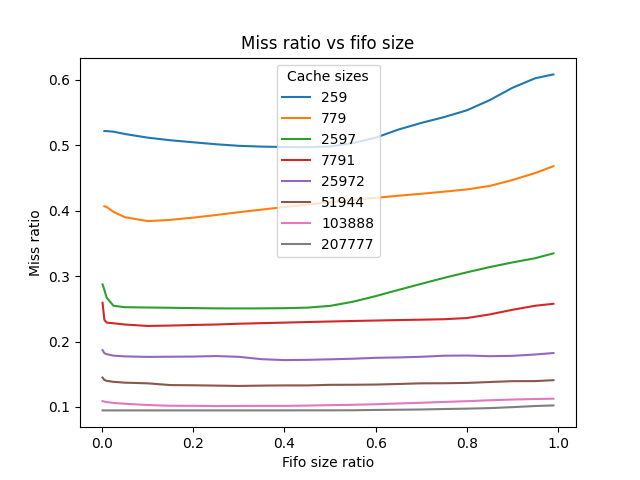 Miss ratio vs fifo size
Cache sizes
259
779
2597
7791
25972
51944
103888
207777
Miss ratio
0.6
0.5
0.4
0.3
0.2
0.1
0.0 0.2 0.4 0.6 0.8 1.0
Fifo size ratio